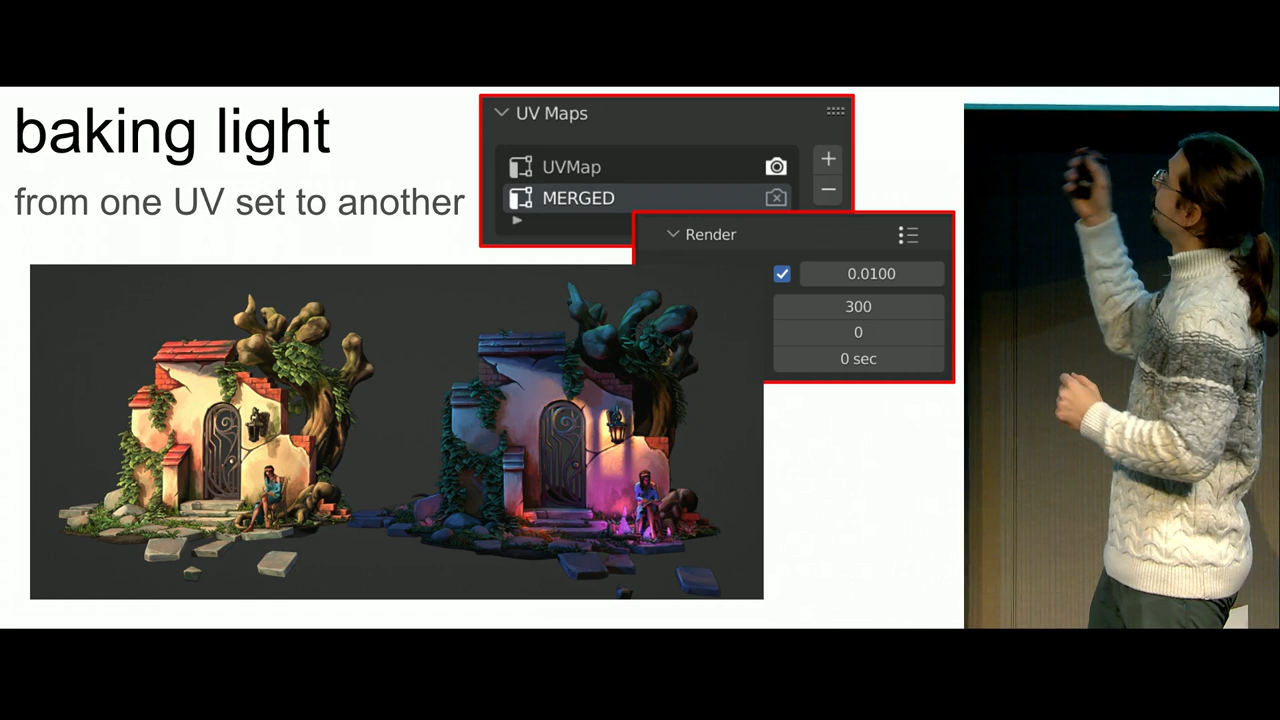 baking light
from one UV set to another
UV Maps
UVMap
MERGED
Render
0.0100
300
0
0 sec